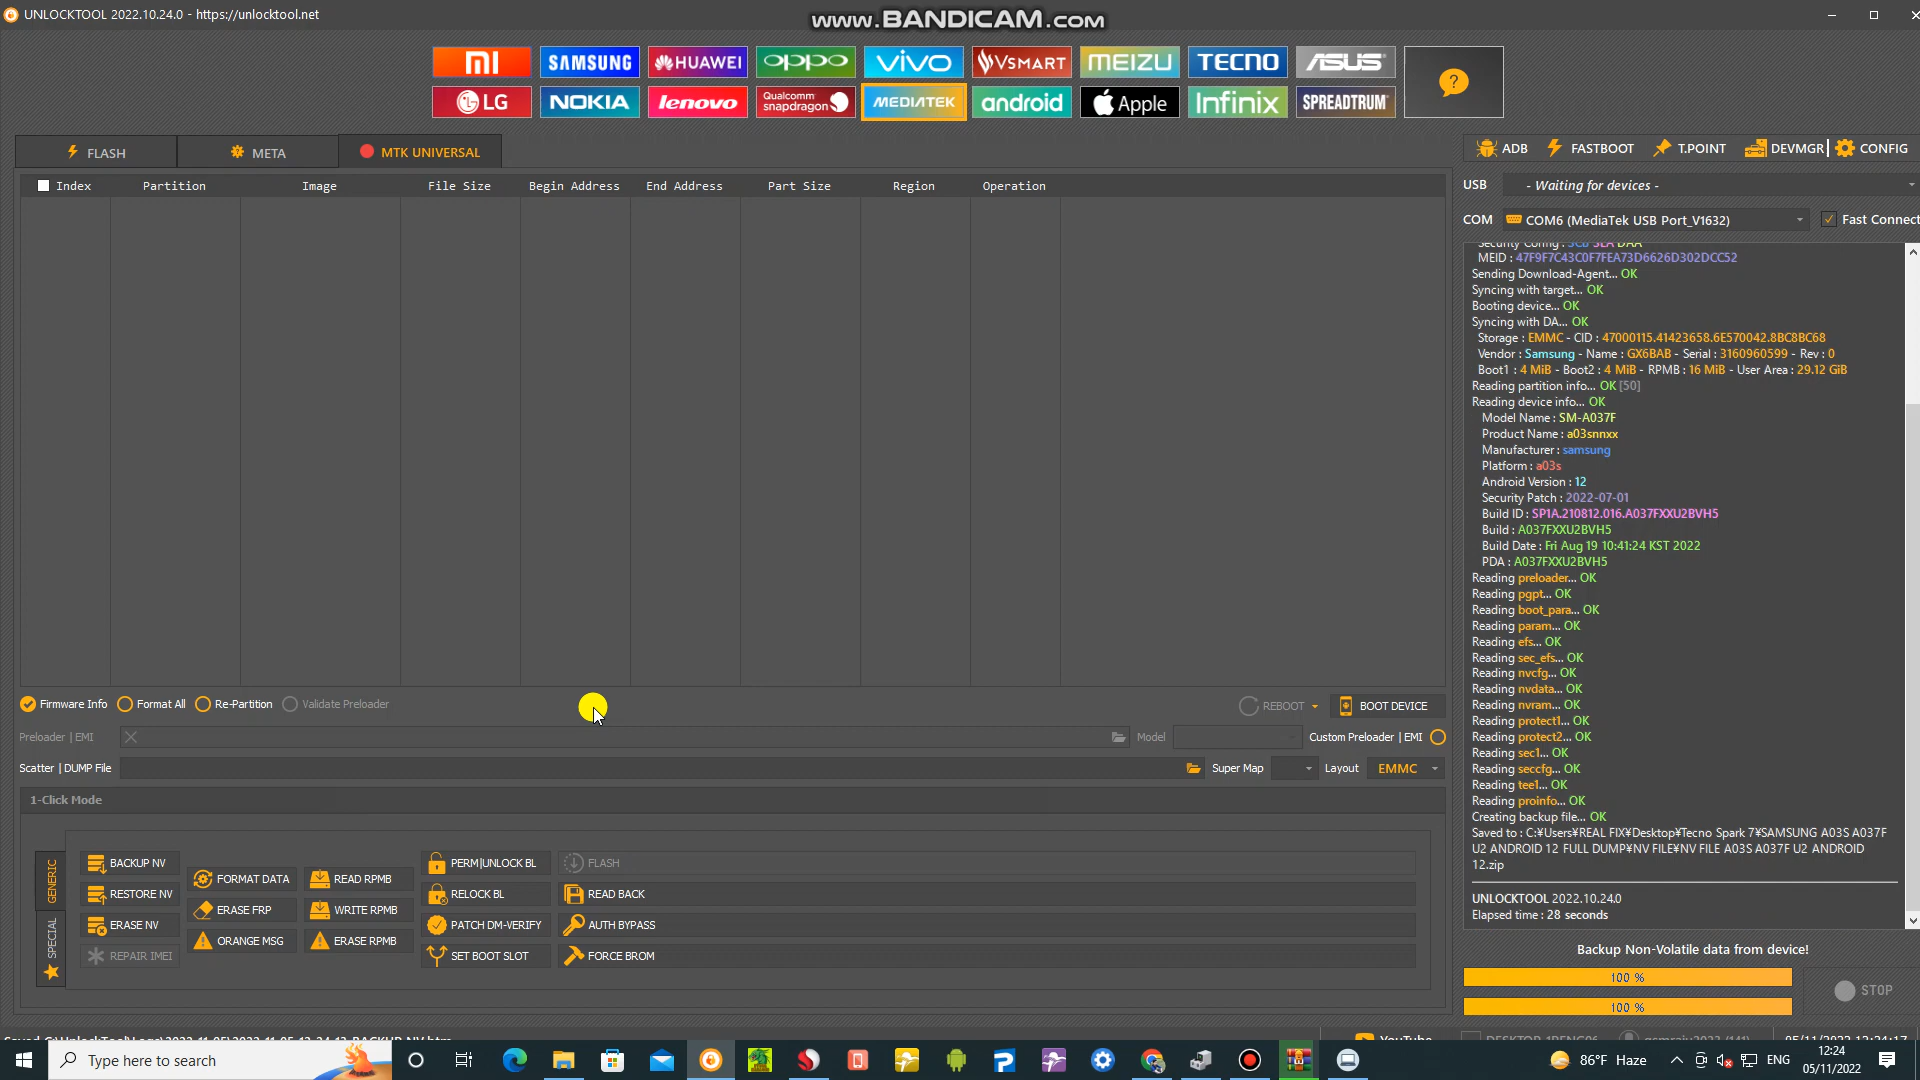 UNLOCKTOOL 2022.10.24.0 - https://unlocktool.net
www.BANDICAM.com
mi SAMSUNG HUAWEI oppo vivo VSMART MEIZU TECNO ASUS ?
LG NOKIA lenovo Qualcomm snapdragon MEDIATEK android Apple Infinix SPREADTRUM
FLASH META MTK UNIVERSAL
ADB FASTBOOT T.POINT DEVMGR CONFIG
Index Partition Image File Size Begin Address End Address Part Size Region Operation
USB - Waiting for devices -
COM COM6 (MediaTek USB Port_V1632) Fast Connect
Security Config : SCB SLA DAA
MEID : 47F9F7C43C0F7FEA73D6626D302DCC52
Sending Download-Agent... OK
Syncing with target... OK
Booting device... OK
Syncing with DA... OK
Storage : EMMC - CID : 47000115.41423658.6E570042.8BC8BC68
Vendor : Samsung - Name : GX6BAB - Serial : 3160960599 - Rev : 0
Boot1 : 4 MiB - Boot2 : 4 MiB - RPMB : 16 MiB - User Area : 29.12 GiB
Reading partition info... OK [50]
Reading device info... OK
Model Name : SM-A037F
Product Name : a03snnxx
Manufacturer : samsung
Platform : a03s
Android Version : 12
Security Patch : 2022-07-01
Build ID : SP1A.210812.016.A037FXXU2BVH5
Build : A037FXXU2BVH5
Build Date : Fri Aug 19 10:41:24 KST 2022
PDA : A037FXXU2BVH5
Reading preloader... OK
Reading pgpt... OK
Reading boot_para... OK
Reading param... OK
Reading efs... OK
Reading sec_efs... OK
Reading nvcfg... OK
Reading nvdata... OK
Reading nvram... OK
Reading protect1... OK
Reading protect2... OK
Reading sec1... OK
Reading seccfg... OK
Reading tee1... OK
Reading proinfo... OK
Creating backup file... OK
Saved to : C:¥Users¥REAL FIX¥Desktop¥Tecno Spark 7¥SAMSUNG A03S A037F
U2 ANDROID 12 FULL DUMP¥NV FILE¥NV FILE A03S A037F U2 ANDROID
12.zip
UNLOCKTOOL 2022.10.24.0
Elapsed time : 28 seconds
Firmware Info Format All Re-Partition Validate Preloader REBOOT BOOT DEVICE
Preloader | EMI Model Custom Preloader | EMI
Scatter | DUMP File Super Map Layout EMMC
1-Click Mode
GENERIC
SPECIAL
BACKUP NV
RESTORE NV
ERASE NV
REPAIR IMEI
FORMAT DATA
ERASE FRP
ORANGE MSG
READ RPMB
WRITE RPMB
ERASE RPMB
PERM|UNLOCK BL
RELOCK BL
PATCH DM-VERIFY
SET BOOT SLOT
FLASH
READ BACK
AUTH BYPASS
FORCE BROM
Backup Non-Volatile data from device!
100 %
100 %
STOP
YouTube
Type here to search
86°F Haze ENG 12:24
05/11/2022